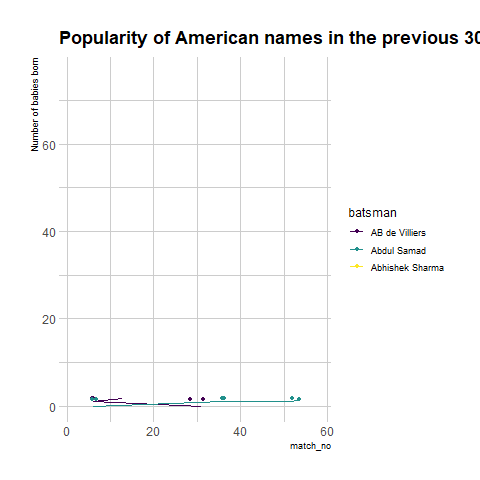 Popularity of American names in the previous 30
Number of babies born
60
40
20
0
0 20 40 60
match_no
batsman
AB de Villiers
Abdul Samad
Abhishek Sharma